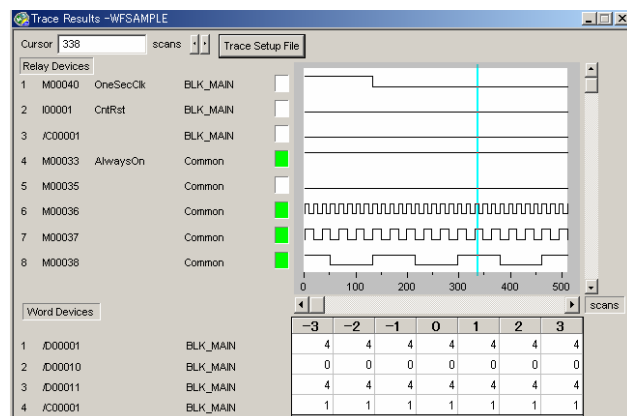 Trace Results -WFSAMPLE
Cursor 338 scans Trace Setup File
Relay Devices
1 M00040 OneSecClk BLK_MAIN
2 I00001 CntRst BLK_MAIN
3 /C00001 BLK_MAIN
4 M00033 AlwaysOn Common
5 M00035 Common
6 M00036 Common
7 M00037 Common
8 M00038 Common
0 100 200 300 400 500
scans
Word Devices
-3 -2 -1 0 1 2 3
1 /D00001 BLK_MAIN 4 4 4 4 4 4 4
2 /D00010 BLK_MAIN 0 0 0 0 0 0 0
3 /D00011 BLK_MAIN 4 4 4 4 4 4 4
4 /C00001 BLK_MAIN 1 1 1 1 1 1 1